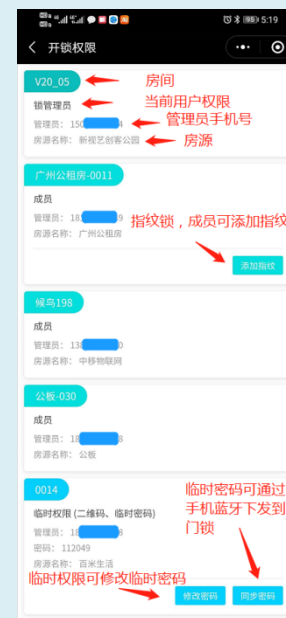 5:19
开锁权限
V20_05
房间
锁管理员
当前用户权限
管理员: 150
管理员手机号
房源名称: 新视艺创客公园
房源
广州公租房-0011
成员
管理员: 18
指纹锁，成员可添加指纹
房源名称: 广州公租房
添加指纹
候鸟198
成员
管理员: 13
房源名称: 中移物联网
公板-030
成员
管理员: 18
房源名称: 公板
0014
临时密码可通过
手机蓝牙下发到
门锁
临时权限 (二维码、临时密码)
管理员: 18
密码: 112049
房源名称: 百米生活
临时权限可修改临时密码
修改密码 同步密码